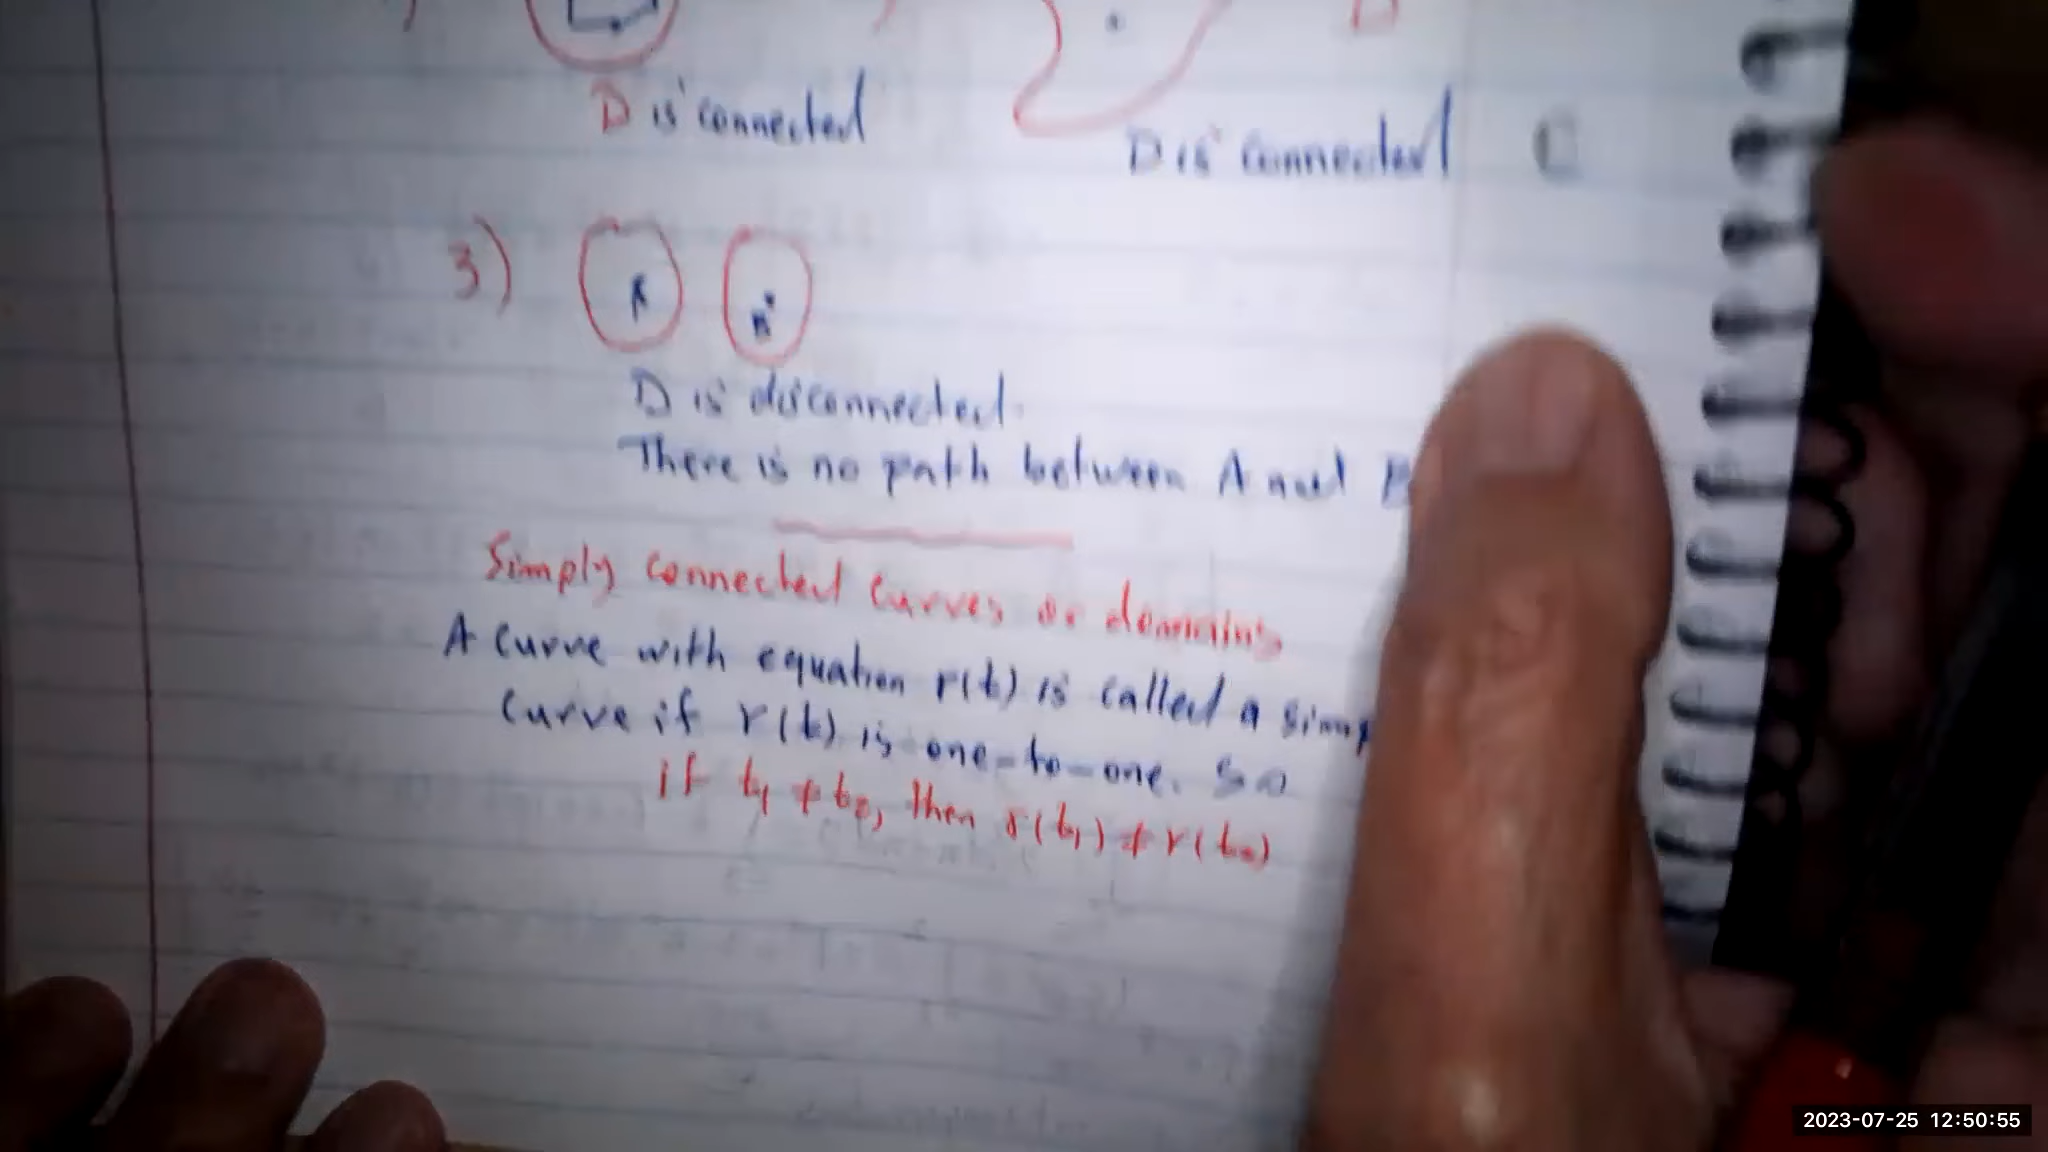 D
D is connected
D is connected
3)
A
B
D is disconnected.
There is no path between A and B
Simply connected curves or domains
A curve with equation r(t) is called a simp
curve if r(t) is one-to-one. So
if t₁ ≠ t₂, then r(t₁) ≠ r(t₂)
2023-07-25 12:50:55